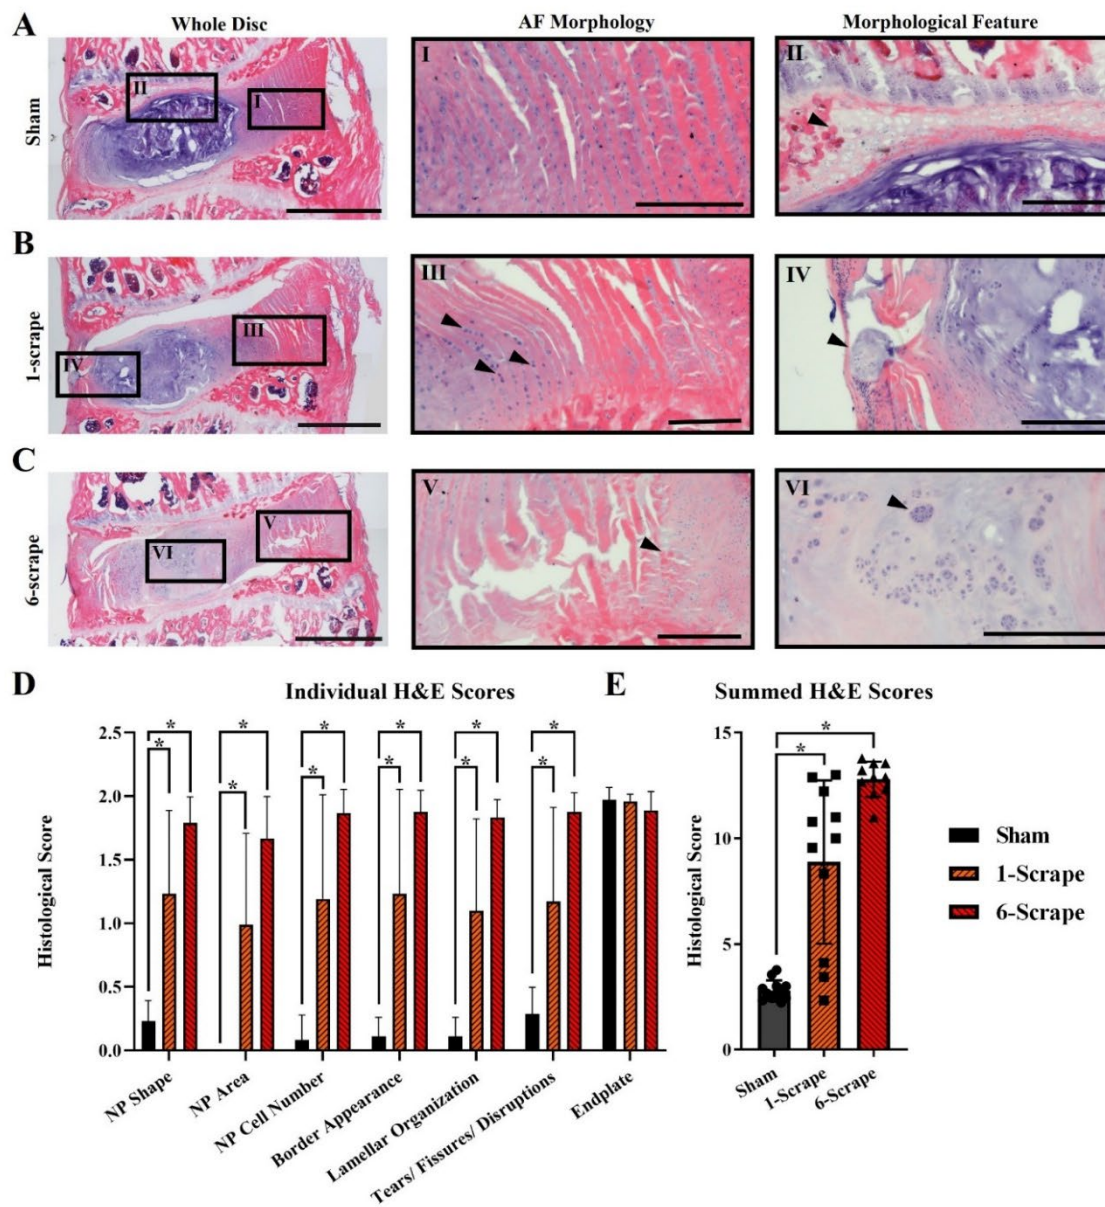 A
Whole Disc
AF Morphology
Morphological Feature
Sham
II
I
I
II
B
1-scrape
III
IV
III
IV
C
6-scrape
V
VI
V
VI
D
Individual H&E Scores
E
Summed H&E Scores
Histological Score
2.5
2.0
1.5
1.0
0.5
0.0
*
*
*
*
*
*
*
*
*
*
*
*
NP Shape
NP Area
NP Cell Number
Border Appearance
Lamellar Organization
Tears/ Fissures/ Disruptions
Endplate
Histological Score
15
10
5
0
*
*
Sham
1-Scrape
6-Scrape
Sham
1-Scrape
6-Scrape